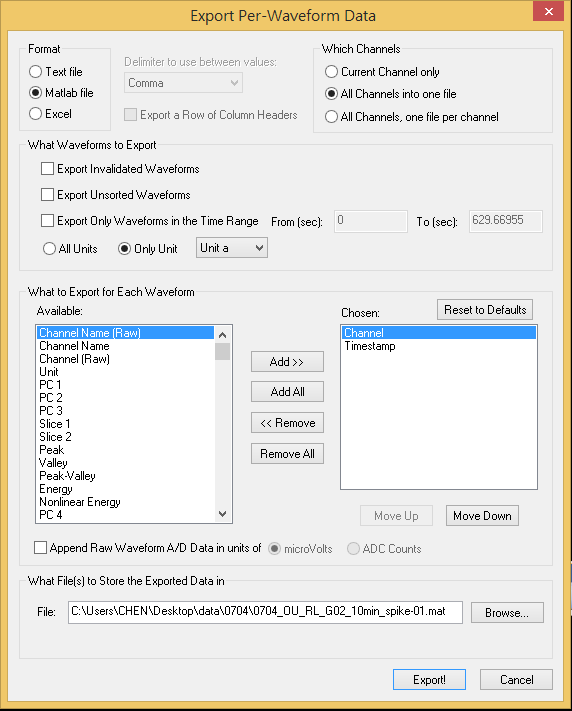 Export Per-Waveform Data
Format
Text file
Matlab file
Excel
Delimiter to use between values:
Comma
Export a Row of Column Headers
Which Channels
Current Channel only
All Channels into one file
All Channels, one file per channel
What Waveforms to Export
Export Invalidated Waveforms
Export Unsorted Waveforms
Export Only Waveforms in the Time Range From (sec): 0 To (sec): 629.66955
All Units Only Unit Unit a
What to Export for Each Waveform
Available:
Channel Name (Raw)
Channel Name
Channel (Raw)
Unit
PC 1
PC 2
PC 3
Slice 1
Slice 2
Peak
Valley
Peak-Valley
Energy
Nonlinear Energy
PC 4
Add >>
Add All
<< Remove
Remove All
Chosen:
Reset to Defaults
Channel
Timestamp
Move Up Move Down
Append Raw Waveform A/D Data in units of microVolts ADC Counts
What File(s) to Store the Exported Data in
File: C:\Users\CHEN\Desktop\data\0704\0704_OU_RL_G02_10min_spike-01.mat Browse...
Export! Cancel